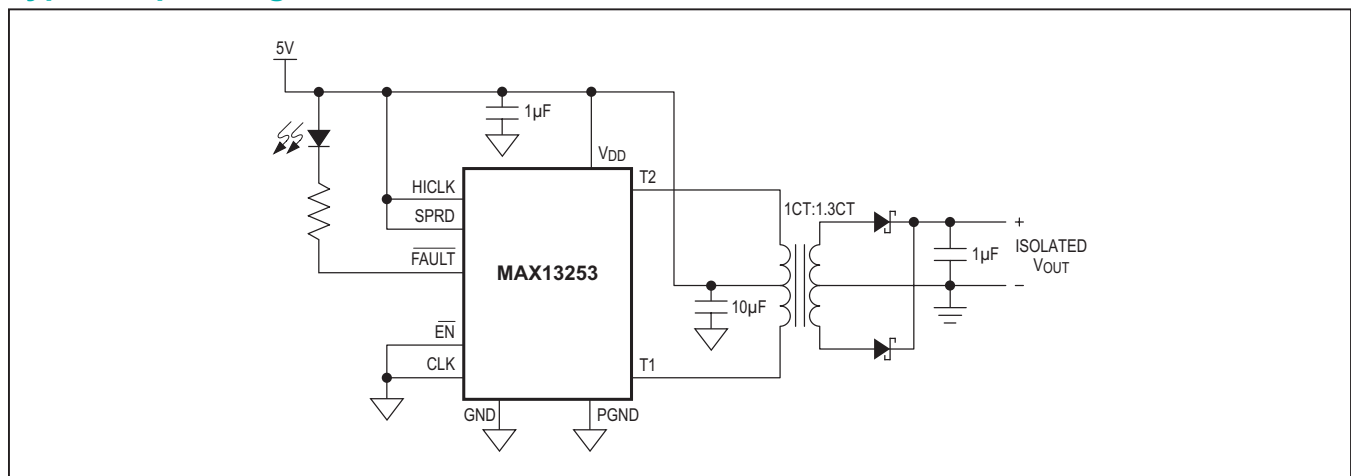 5V
1µF
VDD
T2
HICLK
1CT:1.3CT
SPRD
+
ISOLATED
VOUT
1µF
FAULT
MAX13253
−
10µF
EN
CLK
T1
GND
PGND